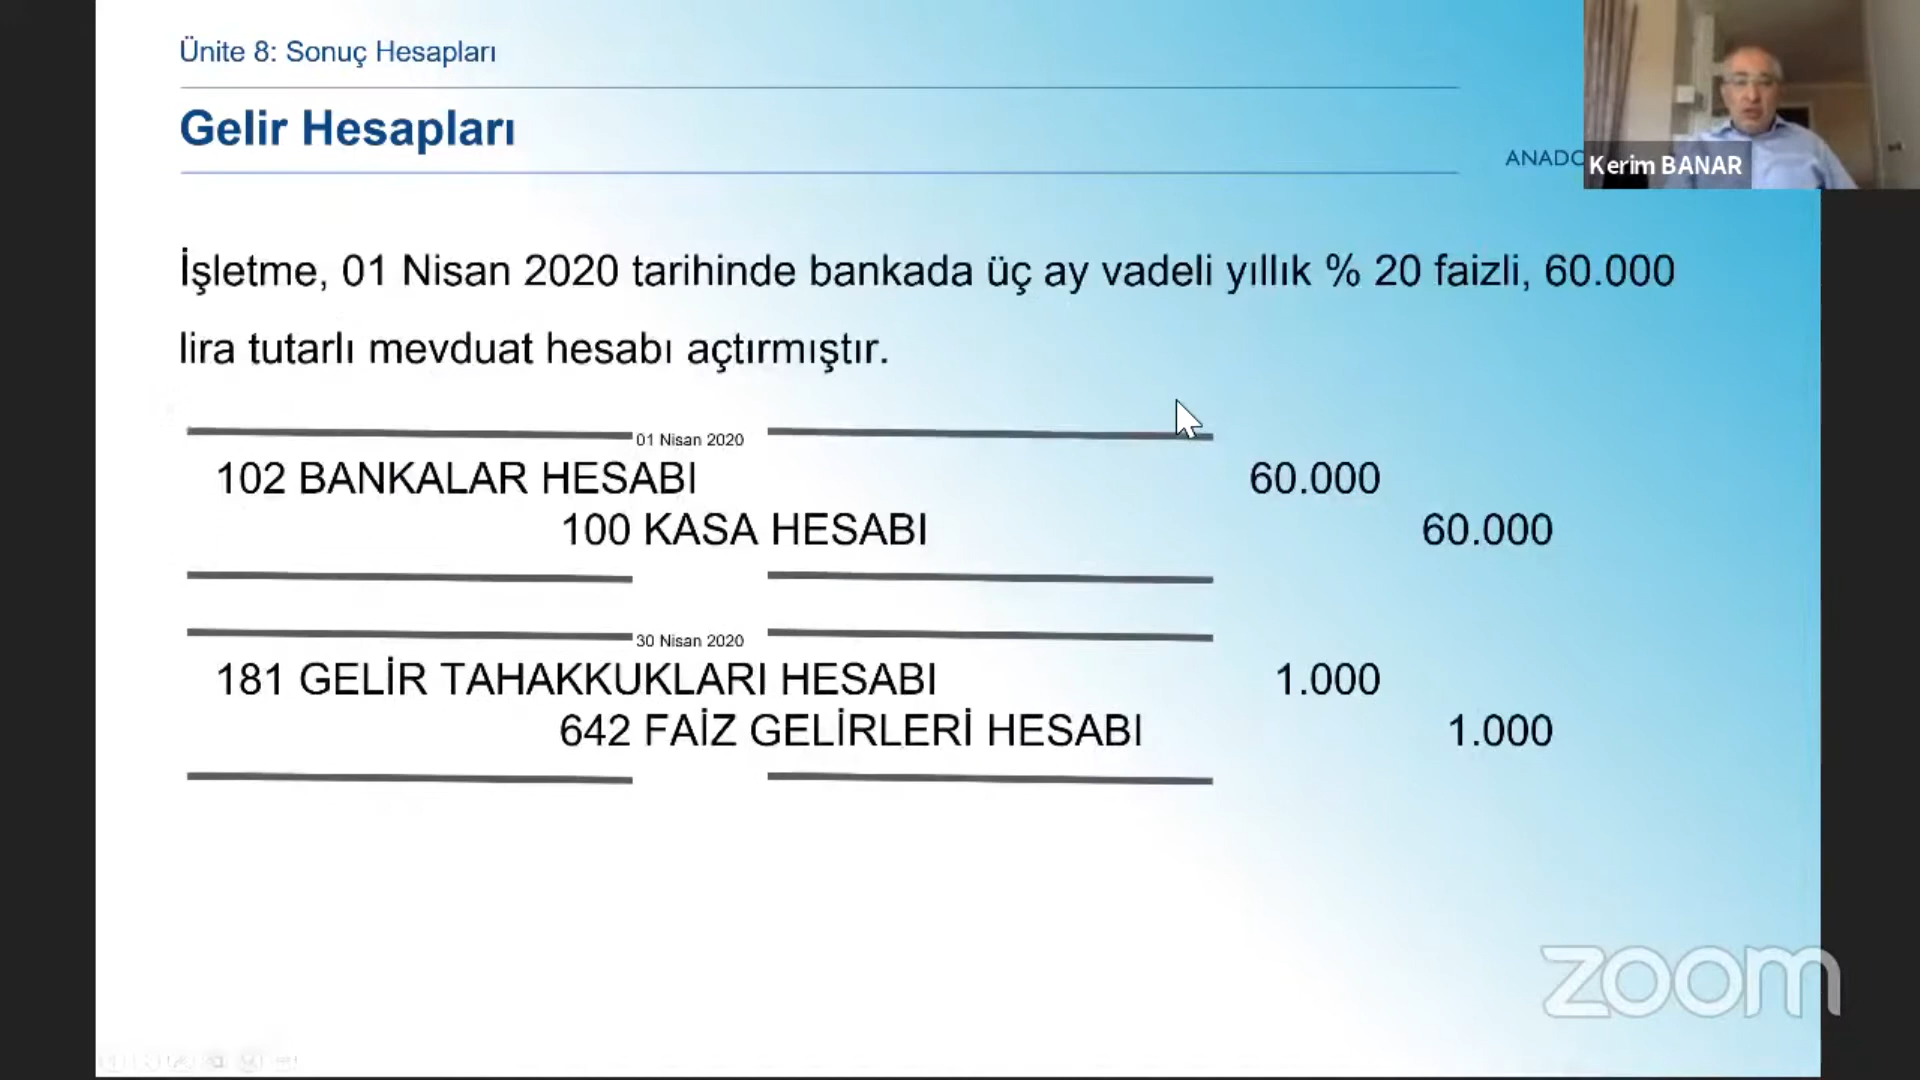 Ünite 8: Sonuç Hesapları
Gelir Hesapları
ANADO
Kerim BANAR
İşletme, 01 Nisan 2020 tarihinde bankada üç ay vadeli yıllık % 20 faizli, 60.000
lira tutarlı mevduat hesabı açtırmıştır.
01 Nisan 2020
102 BANKALAR HESABI 60.000
100 KASA HESABI 60.000
30 Nisan 2020
181 GELİR TAHAKKUKLARI HESABI 1.000
642 FAİZ GELİRLERİ HESABI 1.000
zoom